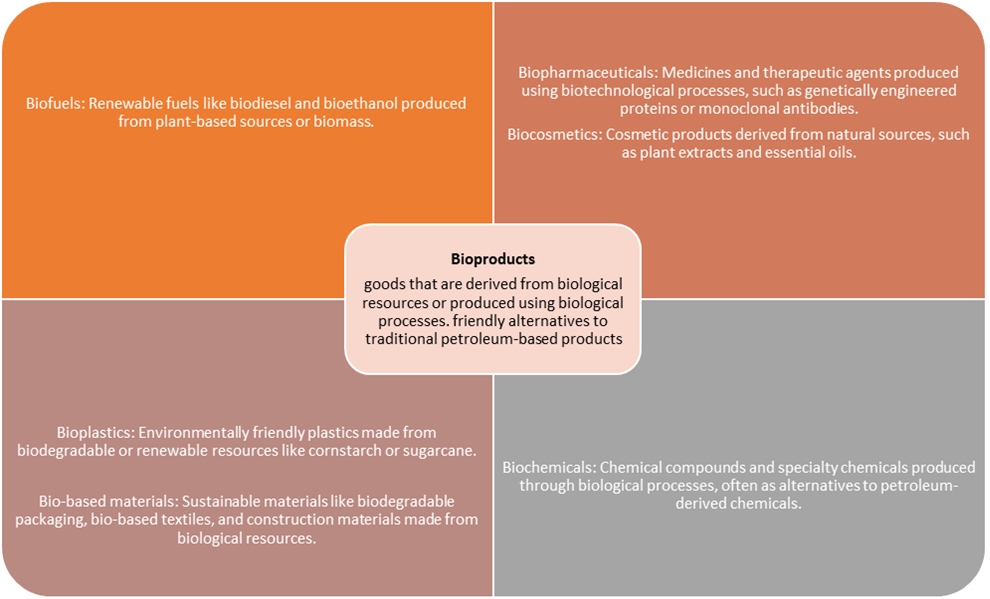 Biofuels: Renewable fuels like biodiesel and bioethanol produced
from plant-based sources or biomass.
Biopharmaceuticals: Medicines and therapeutic agents produced
using biotechnological processes, such as genetically engineered
proteins or monoclonal antibodies.
Biocosmetics: Cosmetic products derived from natural sources, such
as plant extracts and essential oils.
Bioproducts
goods that are derived from biological
resources or produced using biological
processes. friendly alternatives to
traditional petroleum-based products
Bioplastics: Environmentally friendly plastics made from
biodegradable or renewable resources like cornstarch or sugarcane.
Bio-based materials: Sustainable materials like biodegradable
packaging, bio-based textiles, and construction materials made from
biological resources.
Biochemicals: Chemical compounds and specialty chemicals produced
through biological processes, often as alternatives to petroleum-
derived chemicals.